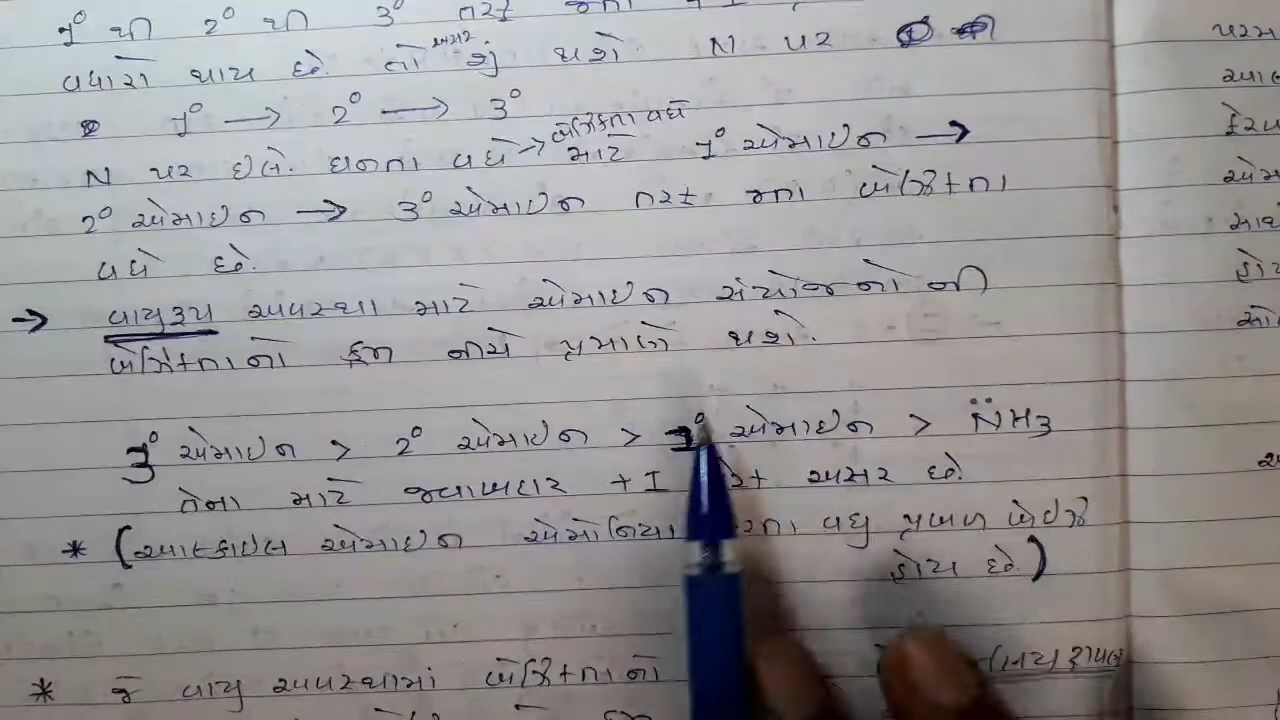 1° થી 2° થી 3° તરફ જતા +I
વધારો થાય છે. તો અસર શું થશે. N પર
1° → 2° → 3°
N પર ઇલે. ઘનતા વધે → બેઝિકતા વધે માટે 1° એમાઇન →
2° એમાઇન → 3° એમાઇન તરફ જતા બેઝિકતા
વધે છે.
→ વાયુરૂપ અવસ્થા માટે એમાઇન સંયોજનો ની
બેઝિકતાનો ક્રમ નીચે પ્રમાણે થશે.
3° એમાઇન > 2° એમાઇન > 1° એમાઇન > N̈H3
તેના માટે જવાબદાર +I અસર છે.
* (આલ્કાઇલ એમાઇન એમોનિયા કરતા વધુ પ્રબળ બેઇઝ
હોય છે.)
* જે વાયુ અવસ્થામાં બેઝિકતાનો